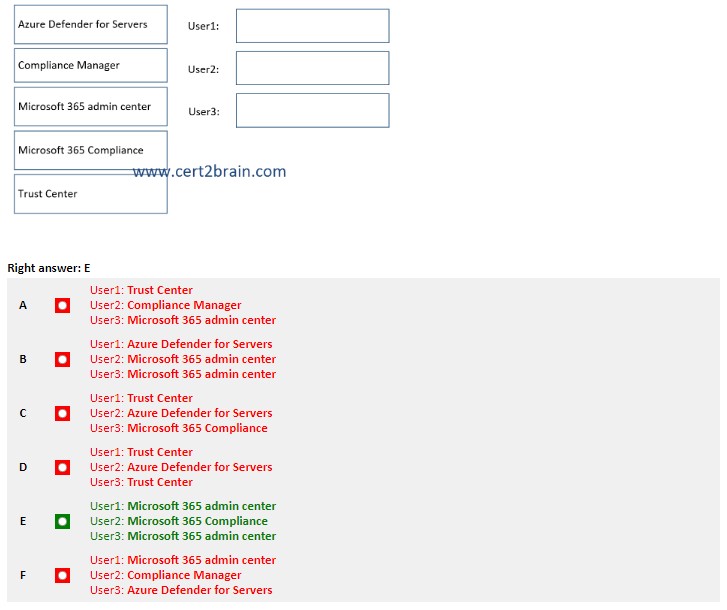 Azure Defender for Servers
User1:
Compliance Manager
User2:
Microsoft 365 admin center
User3:
Microsoft 365 Compliance
www.cert2brain.com
Trust Center
Right answer: E
User1: Trust Center
A User2: Compliance Manager
User3: Microsoft 365 admin center
User1: Azure Defender for Servers
B User2: Microsoft 365 admin center
User3: Microsoft 365 admin center
User1: Trust Center
C User2: Azure Defender for Servers
User3: Microsoft 365 Compliance
User1: Trust Center
D User2: Azure Defender for Servers
User3: Trust Center
User1: Microsoft 365 admin center
E User2: Microsoft 365 Compliance
User3: Microsoft 365 admin center
User1: Microsoft 365 admin center
F User2: Compliance Manager
User3: Azure Defender for Servers